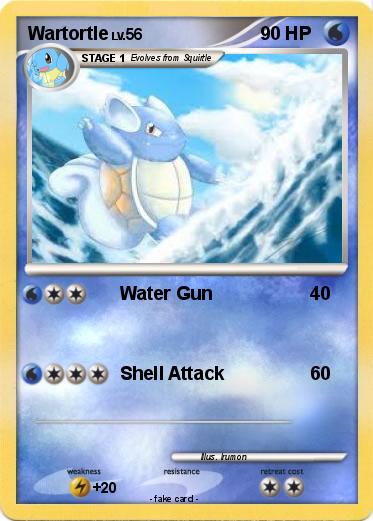 Wartortle LV.56 90 HP
STAGE 1 Evolves from Squirtle
Water Gun 40
Shell Attack 60
Illus. Irumon
weakness resistance retreat cost
+20
- fake card -